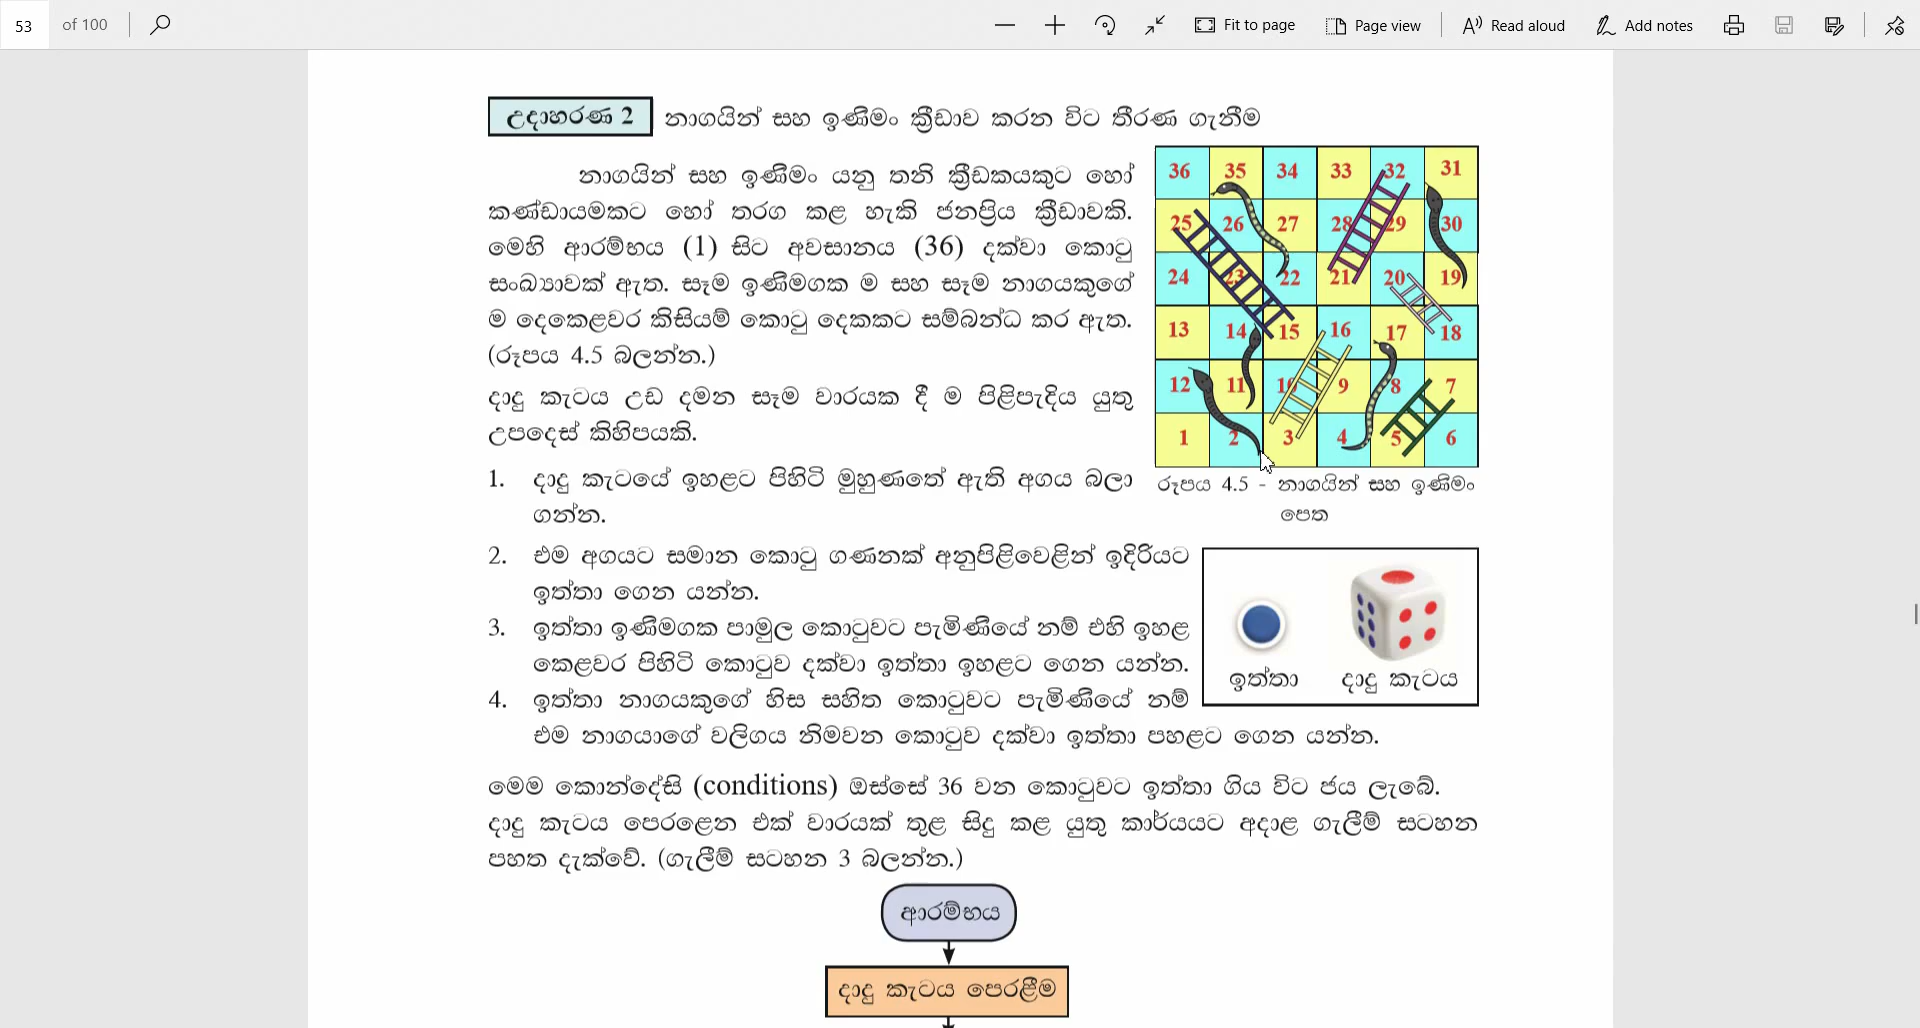 53 of 100 Fit to page Page view Read aloud Add notes
උදාහරණ 2 නාගයින් සහ ඉණිමං ක්‍රීඩාව කරන විට තීරණ ගැනීම
නාගයින් සහ ඉණිමං යනු තනි ක්‍රීඩකයකුට හෝ
කණ්ඩායමකට හෝ තරග කළ හැකි ජනප්‍රිය ක්‍රීඩාවකි.
මෙහි ආරම්භය (1) සිට අවසානය (36) දක්වා කොටු
සංඛ්‍යාවක් ඇත. සෑම ඉණිමගක ම සහ සෑම නාගයකුගේ
ම දෙකෙළවර කිසියම් කොටු දෙකකට සම්බන්ධ කර ඇත.
(රූපය 4.5 බලන්න.)
දාදු කැටය උඩ දමන සෑම වාරයක දී ම පිළිපැදිය යුතු
උපදෙස් කිහිපයකි.
36 35 34 33 32 31
25 26 27 28 29 30
24 23 22 21 20 19
13 14 15 16 17 18
12 11 10 9 8 7
1 2 3 4 5 6
රූපය 4.5 - නාගයින් සහ ඉණිමං
පෙත
1. දාදු කැටයේ ඉහළට පිහිටි මුහුණතේ ඇති අගය බලා
ගන්න.
2. එම අගයට සමාන කොටු ගණනක් අනුපිළිවෙළින් ඉදිරියට
ඉත්තා ගෙන යන්න.
3. ඉත්තා ඉණිමගක පාමුල කොටුවට පැමිණියේ නම් එහි ඉහළ
කෙළවර පිහිටි කොටුව දක්වා ඉත්තා ඉහළට ගෙන යන්න.
4. ඉත්තා නාගයකුගේ හිස සහිත කොටුවට පැමිණියේ නම්
එම නාගයාගේ වලිගය නිමවන කොටුව දක්වා ඉත්තා පහළට ගෙන යන්න.
ඉත්තා දාදු කැටය
මෙම කොන්දේසි (conditions) ඔස්සේ 36 වන කොටුවට ඉත්තා ගිය විට ජය ලැබේ.
දාදු කැටය පෙරළෙන එක් වාරයක් තුළ සිදු කළ යුතු කාර්යයට අදාළ ගැලීම් සටහන
පහත දැක්වේ. (ගැලීම් සටහන 3 බලන්න.)
ආරම්භය
දාදු කැටය පෙරළීම